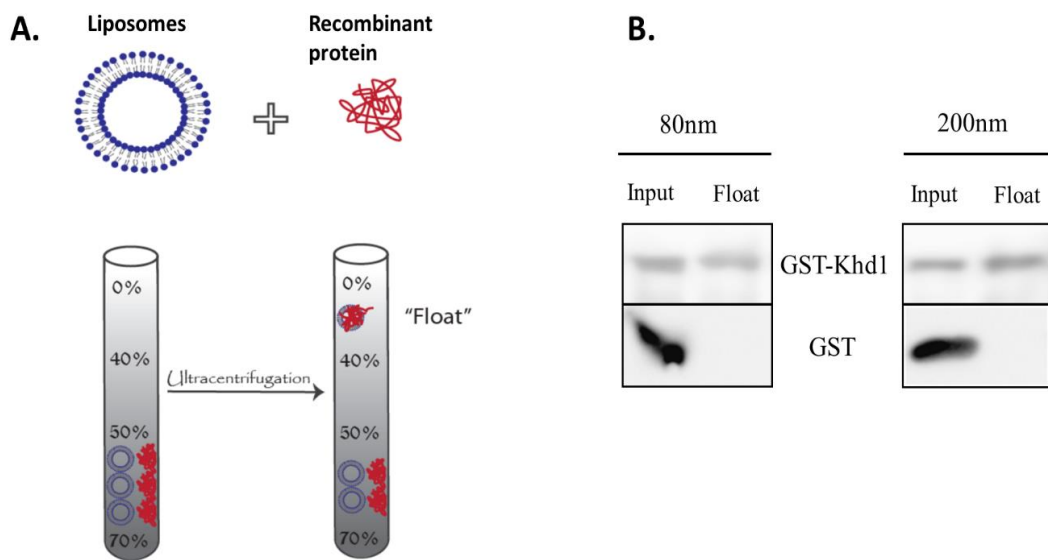 A.
Liposomes
Recombinant
protein
0%
40%
50%
70%
Ultracentrifugation
0%
40%
50%
70%
"Float"
B.
80nm
200nm
Input Float
Input Float
GST-Khd1
GST